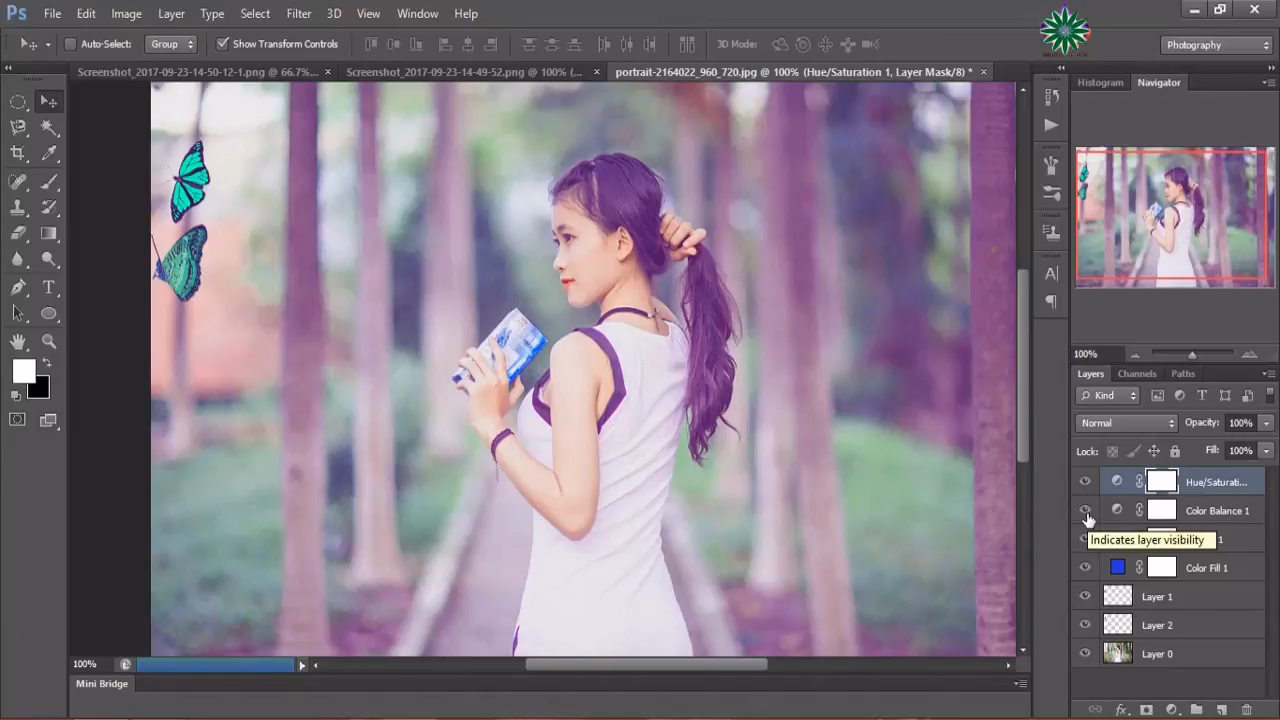 Ps File Edit Image Layer Type Select Filter 3D View Window Help
Auto-Select: Group Show Transform Controls 3D Mode: Photography
Screenshot_2017-09-23-14-50-12-1.png @ 66.7%... × Screenshot_2017-09-23-14-49-52.png @ 100% (... × portrait-2164022_960_720.jpg @ 100% (Hue/Saturation 1, Layer Mask/8) * ×
Histogram Navigator
100%
Layers Channels Paths
Kind
Normal Opacity: 100%
Lock: Fill: 100%
Hue/Saturati...
Color Balance 1
Indicates layer visibility 1
Color Fill 1
Layer 1
Layer 2
Layer 0
100%
Mini Bridge